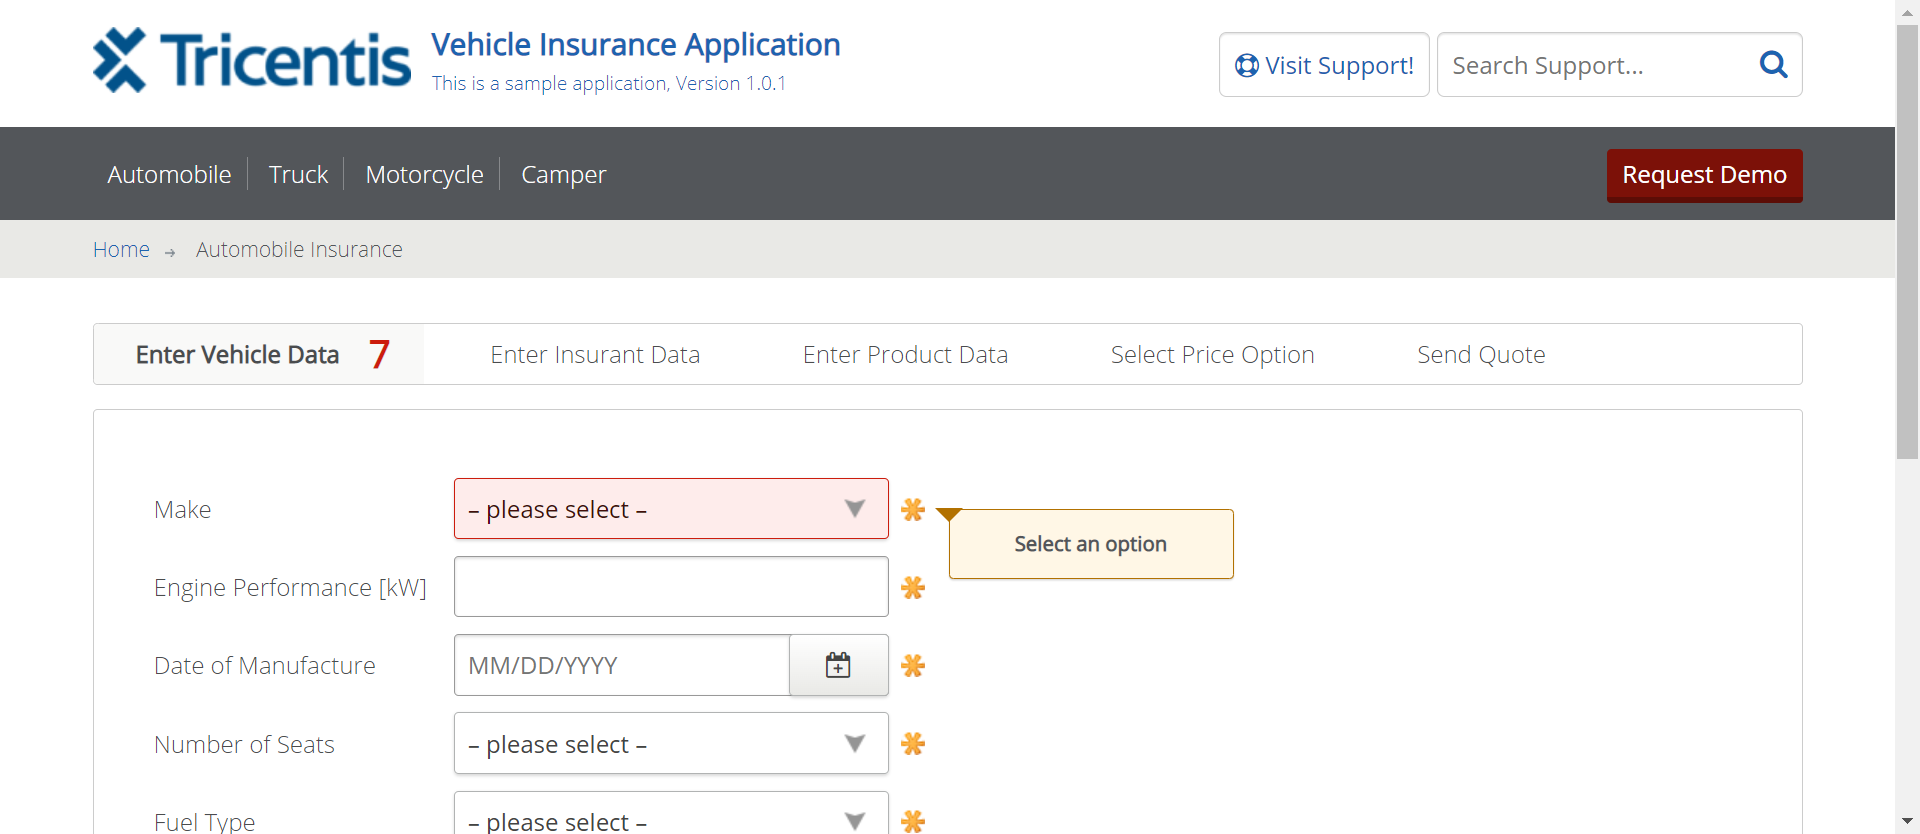 Tricentis
Vehicle Insurance Application
This is a sample application, Version 1.0.1
Visit Support!
Search Support...
Automobile
Truck
Motorcycle
Camper
Request Demo
Home
Automobile Insurance
Enter Vehicle Data 7
Enter Insurant Data
Enter Product Data
Select Price Option
Send Quote
Make
– please select –
Select an option
Engine Performance [kW]
Date of Manufacture
MM/DD/YYYY
Number of Seats
– please select –
Fuel Type
– please select –